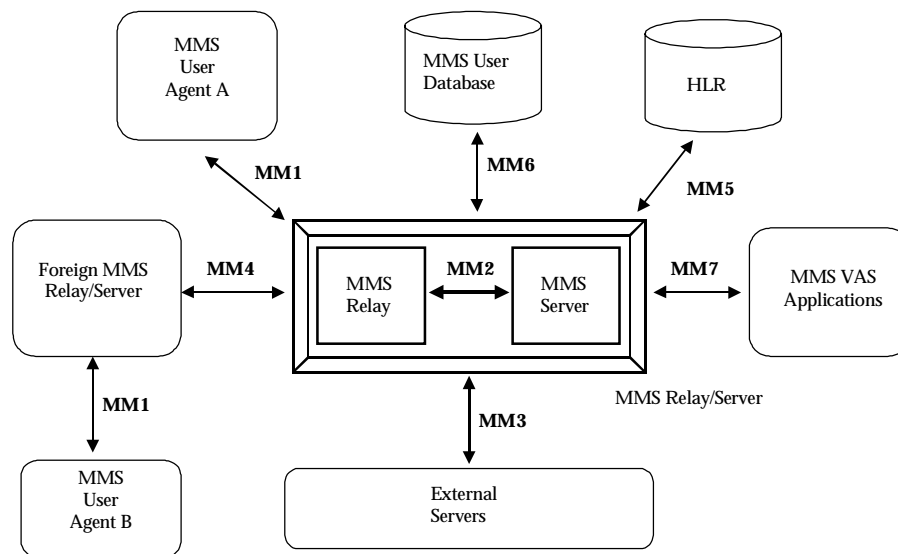 MMS
User
Agent A
MMS User
Database
HLR
MM1
MM6
MM5
Foreign MMS
Relay/Server
MM4
MMS
Relay
MM2
MMS
Server
MM7
MMS VAS
Applications
MM1
MM3
MMS Relay/Server
MMS
User
Agent B
External
Servers